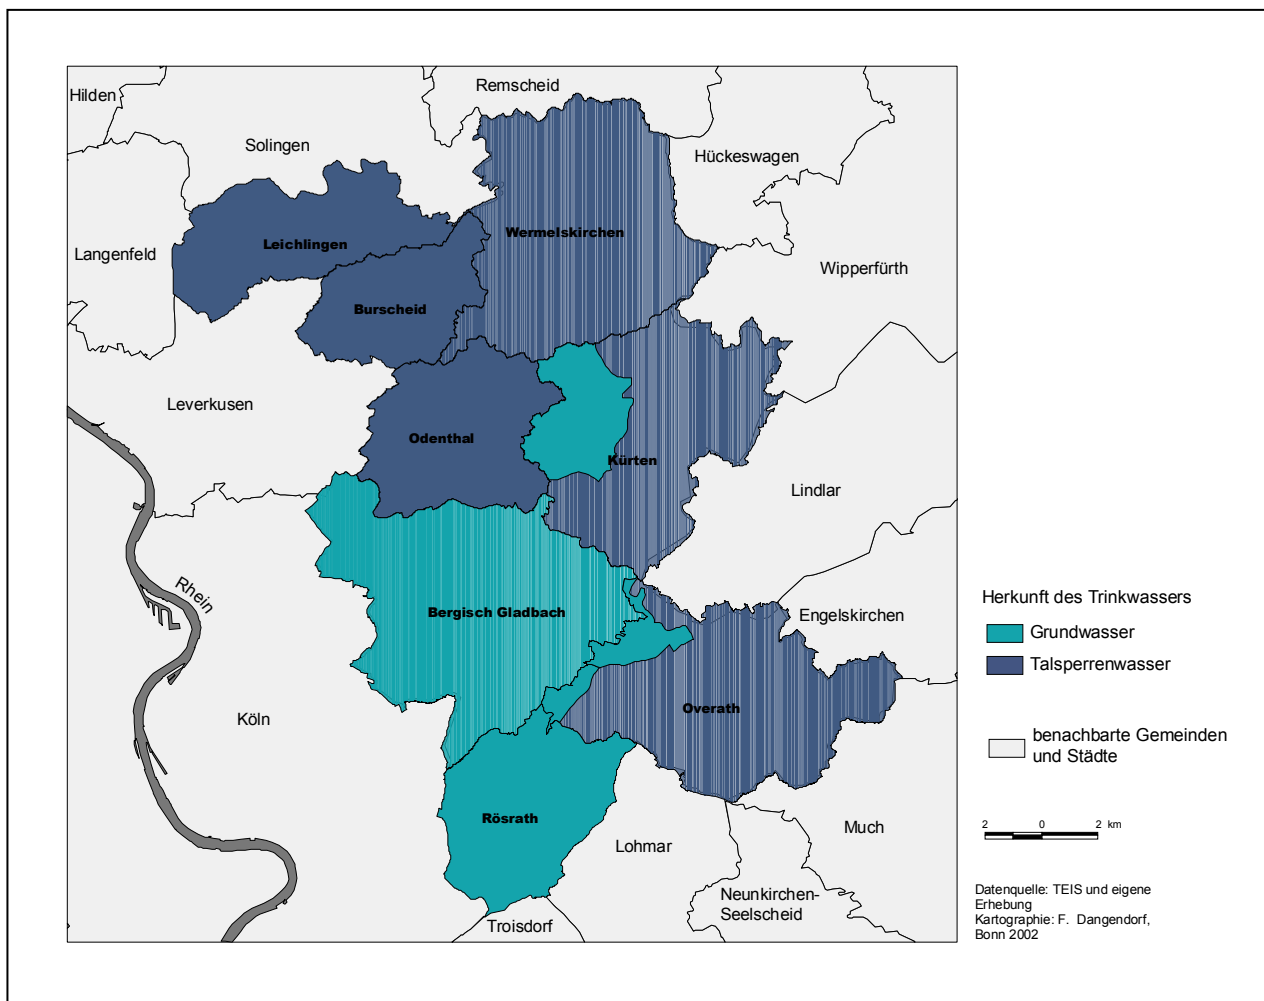 Remscheid
Hilden
Solingen
Hückeswagen
Wermelskirchen
Leichlingen
Langenfeld
Wipperfürth
Burscheid
Leverkusen
Odenthal
Kürten
Lindlar
Rhein
Bergisch Gladbach
Engelskirchen
Köln
Overath
Rösrath
Much
Lohmar
Neunkirchen-
Seelscheid
Troisdorf
Herkunft des Trinkwassers
Grundwasser
Talsperrenwasser
benachbarte Gemeinden
und Städte
2 0 2 km
Datenquelle: TEIS und eigene
Erhebung
Kartographie: F. Dangendorf,
Bonn 2002